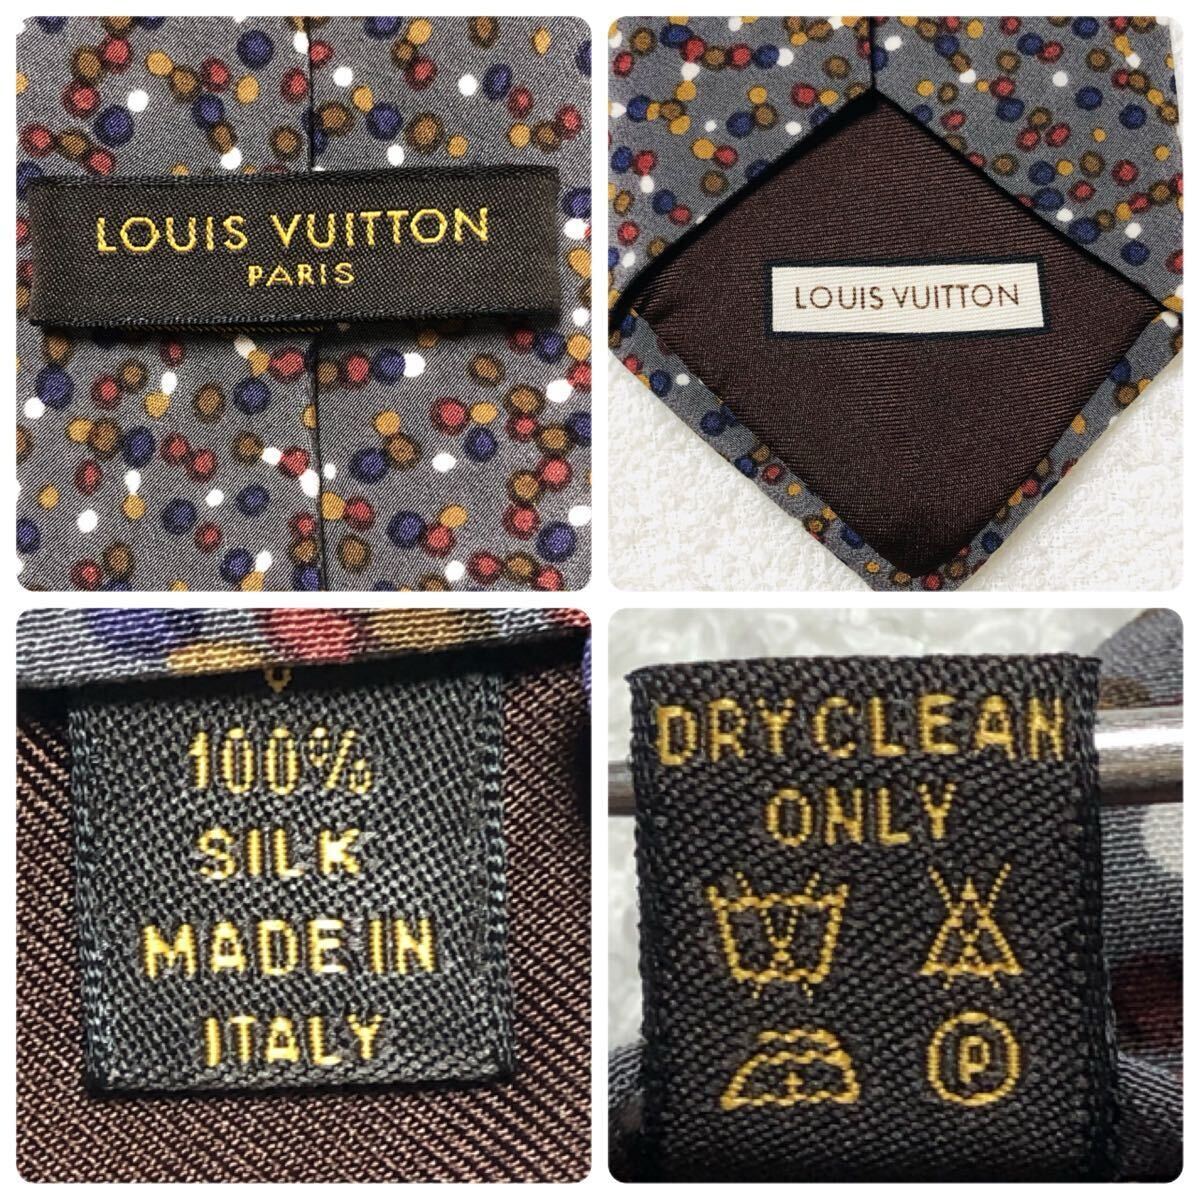 LOUIS VUITTON
PARIS
LOUIS VUITTON
100%
SILK
MADE IN
ITALY
DRY CLEAN
ONLY
P